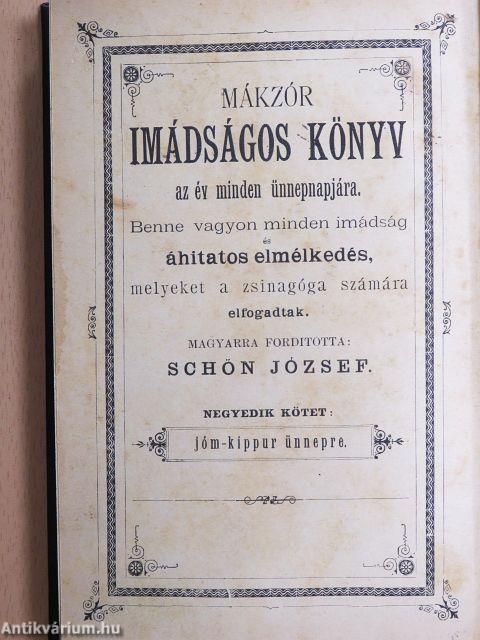 MÁKZÓR
IMÁDSÁGOS KÖNYV
az év minden ünnepnapjára.
Benne vagyon minden imádság
és
áhitatos elmélkedés,
melyeket a zsinagóga számára
elfogadtak.
MAGYARRA FORDITOTTA:
SCHÖN JÓZSEF.
NEGYEDIK KÖTET:
jóm-kippur ünnepre.
Antikvárium.hu